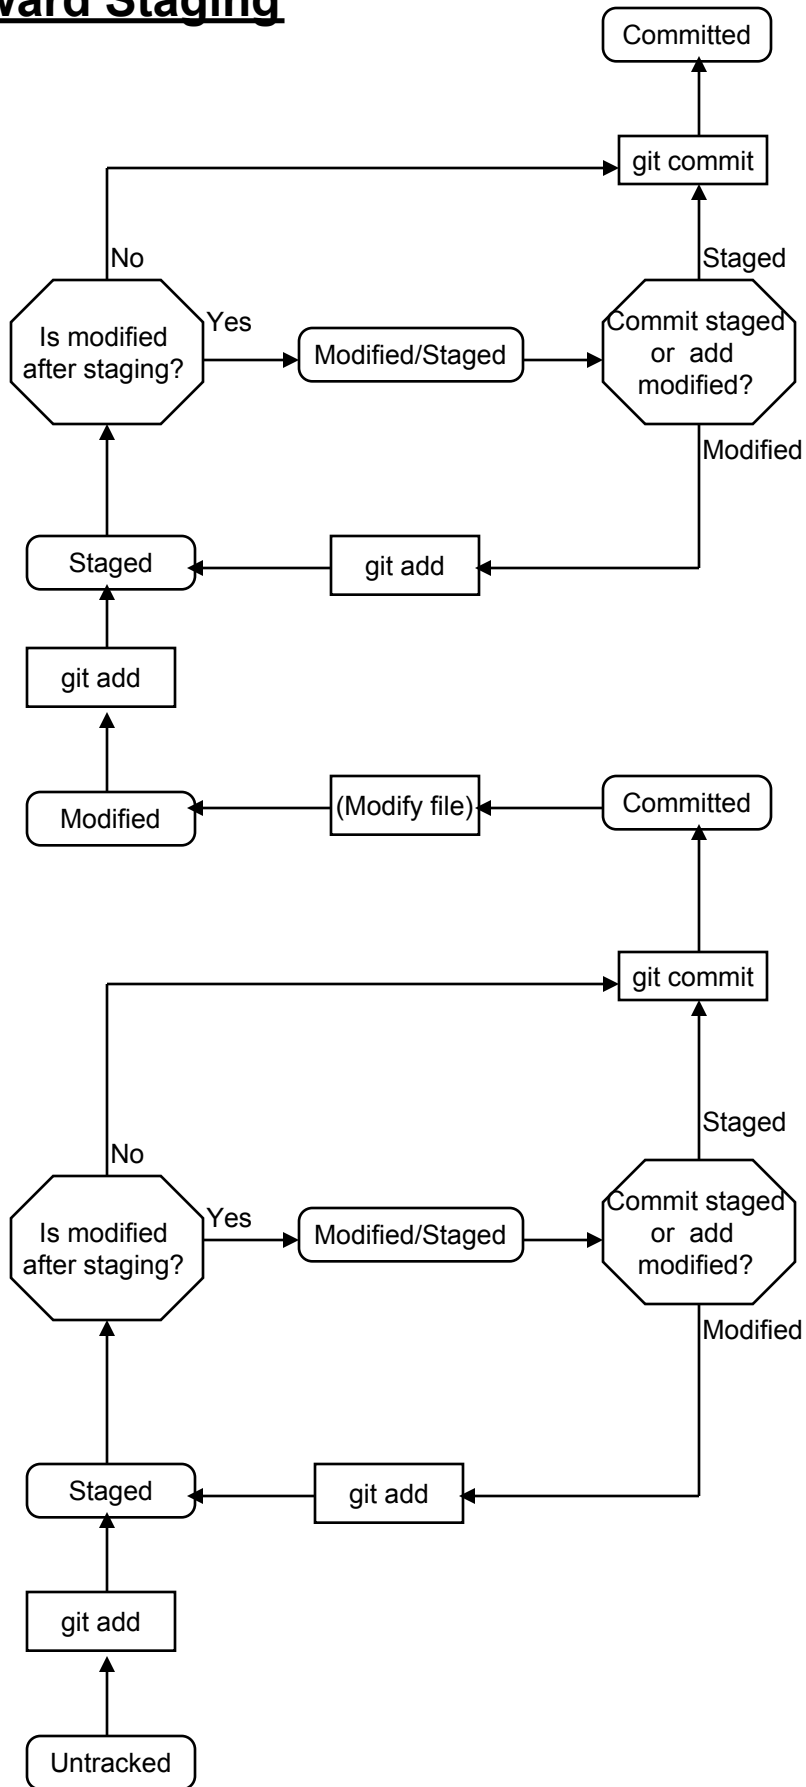 Staging
Committed
git commit
No
Staged
Is modified
after staging?
Yes
Modified/Staged
Commit staged
or add
modified?
Modified
Staged
git add
git add
Modified
(Modify file)
Committed
git commit
No
Staged
Is modified
after staging?
Yes
Modified/Staged
Commit staged
or add
modified?
Modified
Staged
git add
git add
Untracked